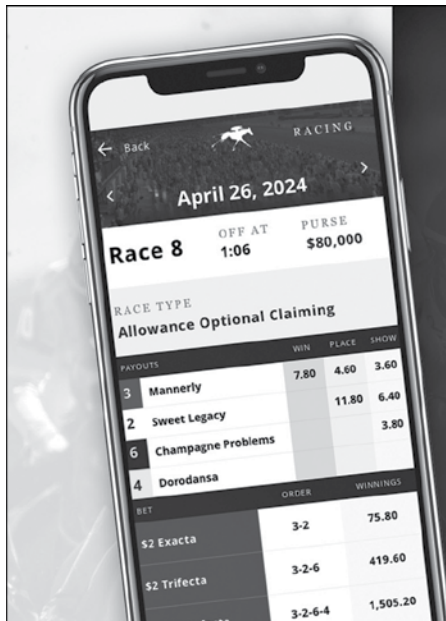 ← Back
RACING
< April 26, 2024 >
Race 8 OFF AT PURSE
1:06 $80,000
RACE TYPE
Allowance Optional Claiming
PAYOUTS WIN PLACE SHOW
3 Mannerly 7.80 4.60 3.60
2 Sweet Legacy 11.80 6.40
6 Champagne Problems 3.80
4 Dorodansa
BET ORDER WINNINGS
$2 Exacta 3-2 75.80
$2 Trifecta 3-2-6 419.60
3-2-6-4 1,505.20